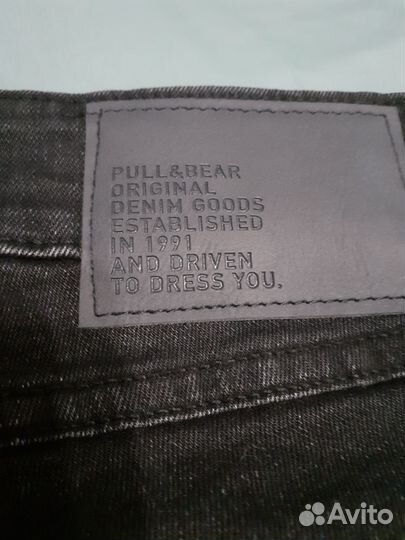 PULL&BEAR
ORIGINAL
DENIM GOODS
ESTABLISHED
IN 1991
AND DRIVEN
TO DRESS YOU.
Avito